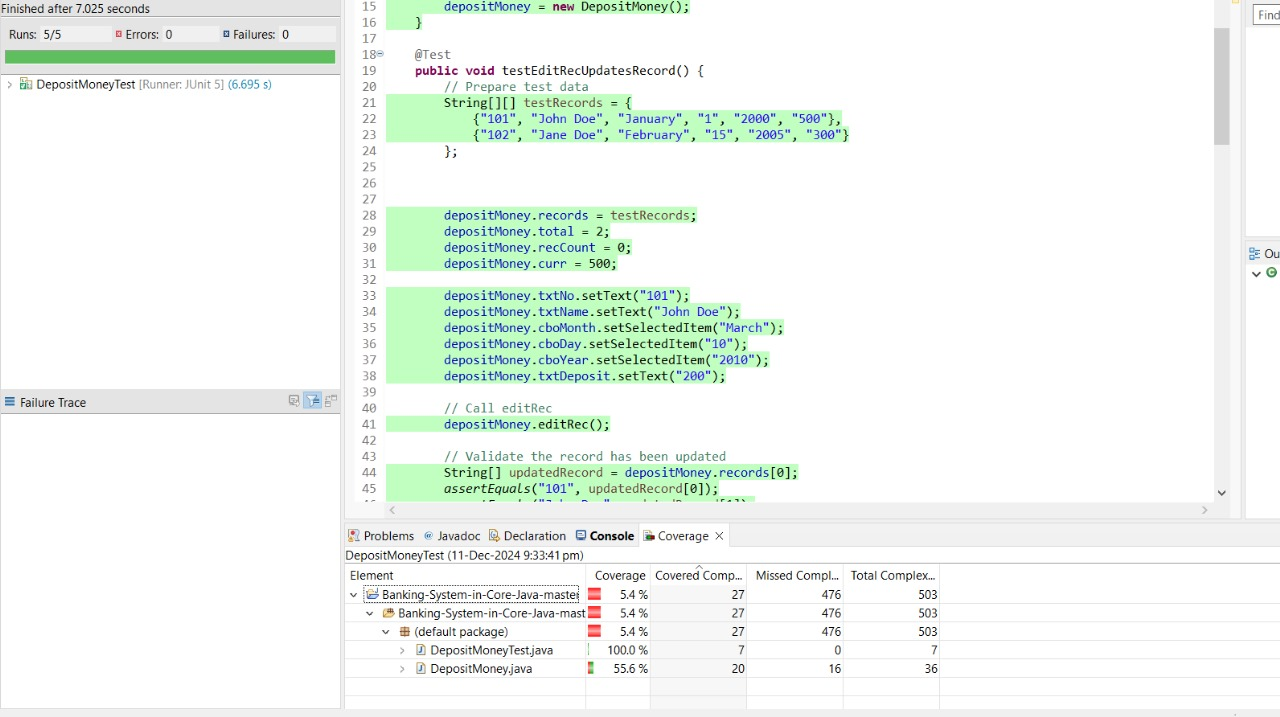 Finished after 7.025 seconds
Runs: 5/5 Errors: 0 Failures: 0
DepositMoneyTest [Runner: JUnit 5] (6.695 s)
Failure Trace
15 depositMoney = new DepositMoney();
16 }
17
18 @Test
19 public void testEditRecUpdatesRecord() {
20 // Prepare test data
21 String[][] testRecords = {
22 {"101", "John Doe", "January", "1", "2000", "500"},
23 {"102", "Jane Doe", "February", "15", "2005", "300"}
24 };
25
26
27
28 depositMoney.records = testRecords;
29 depositMoney.total = 2;
30 depositMoney.recCount = 0;
31 depositMoney.curr = 500;
32
33 depositMoney.txtNo.setText("101");
34 depositMoney.txtName.setText("John Doe");
35 depositMoney.cboMonth.setSelectedItem("March");
36 depositMoney.cboDay.setSelectedItem("10");
37 depositMoney.cboYear.setSelectedItem("2010");
38 depositMoney.txtDeposit.setText("200");
39
40 // Call editRec
41 depositMoney.editRec();
42
43 // Validate the record has been updated
44 String[] updatedRecord = depositMoney.records[0];
45 assertEquals("101", updatedRecord[0]);
Find
Ou
Problems Javadoc Declaration Console Coverage
DepositMoneyTest (11-Dec-2024 9:33:41 pm)
Element Coverage Covered Comp... Missed Compl... Total Complex...
Banking-System-in-Core-Java-master 5.4 % 27 476 503
Banking-System-in-Core-Java-mast 5.4 % 27 476 503
(default package) 5.4 % 27 476 503
DepositMoneyTest.java 100.0 % 7 0 7
DepositMoney.java 55.6 % 20 16 36